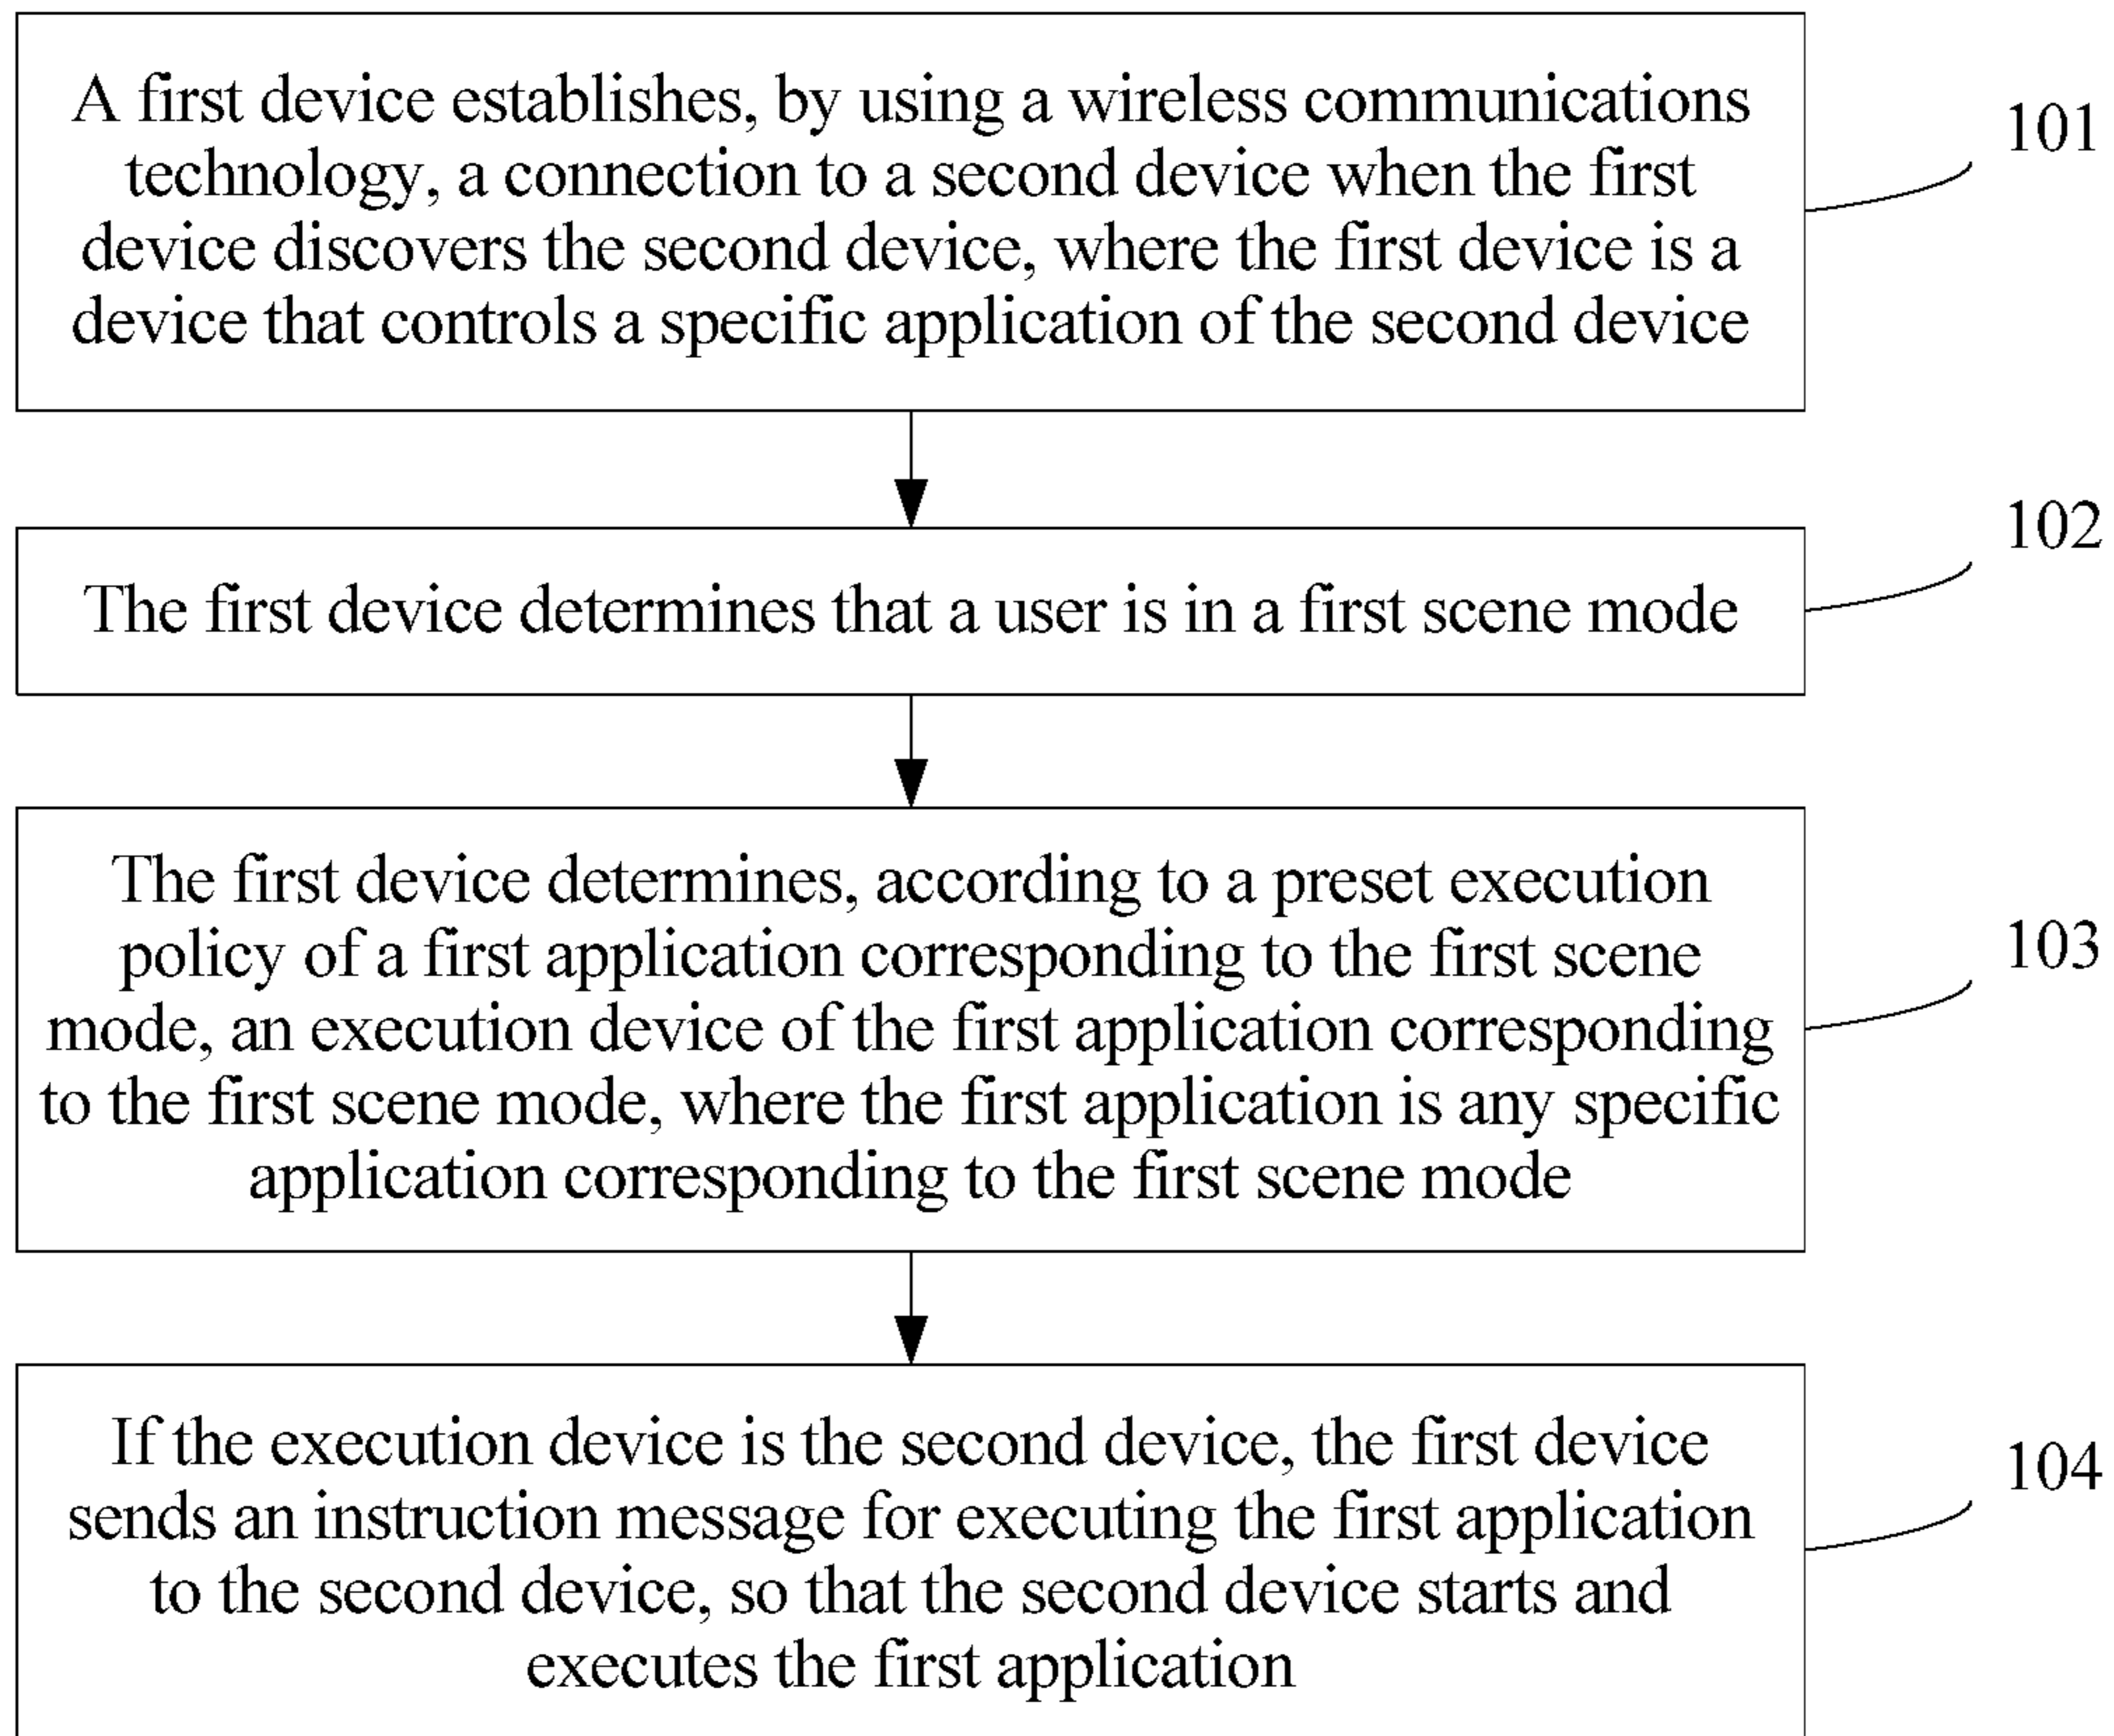 A first device establishes, by using a wireless communications
technology, a connection to a second device when the first
device discovers the second device, where the first device is a
device that controls a specific application of the second device
101
The first device determines that a user is in a first scene mode
102
The first device determines, according to a preset execution
policy of a first application corresponding to the first scene
mode, an execution device of the first application corresponding
to the first scene mode, where the first application is any specific
application corresponding to the first scene mode
103
If the execution device is the second device, the first device
sends an instruction message for executing the first application
to the second device, so that the second device starts and
executes the first application
104